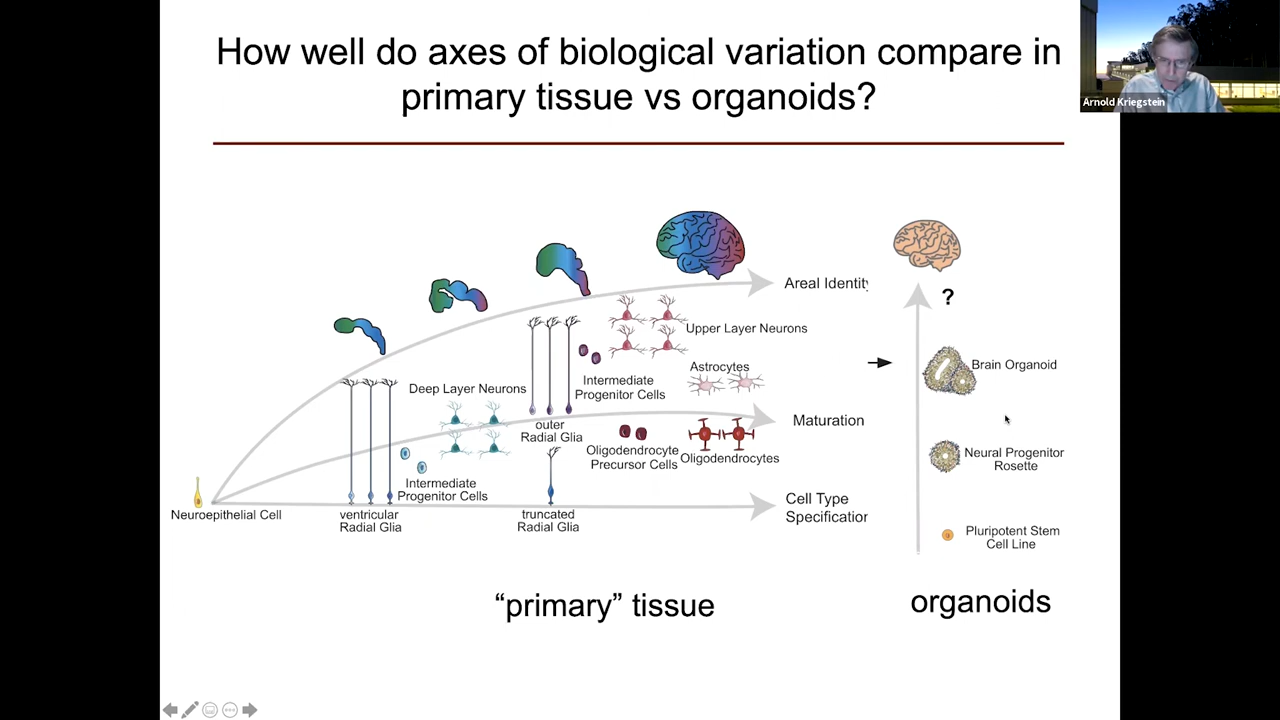 How well do axes of biological variation compare in
primary tissue vs organoids?
Arnold Kriegstein
Areal Identity
?
Upper Layer Neurons
Brain Organoid
Astrocytes
Deep Layer Neurons
Intermediate
Progenitor Cells
outer
Radial Glia
Maturation
Oligodendrocyte
Precursor Cells
Oligodendrocytes
Neural Progenitor
Rosette
Intermediate
Progenitor Cells
Neuroepithelial Cell
ventricular
Radial Glia
truncated
Radial Glia
Cell Type
Specification
Pluripotent Stem
Cell Line
“primary” tissue
organoids